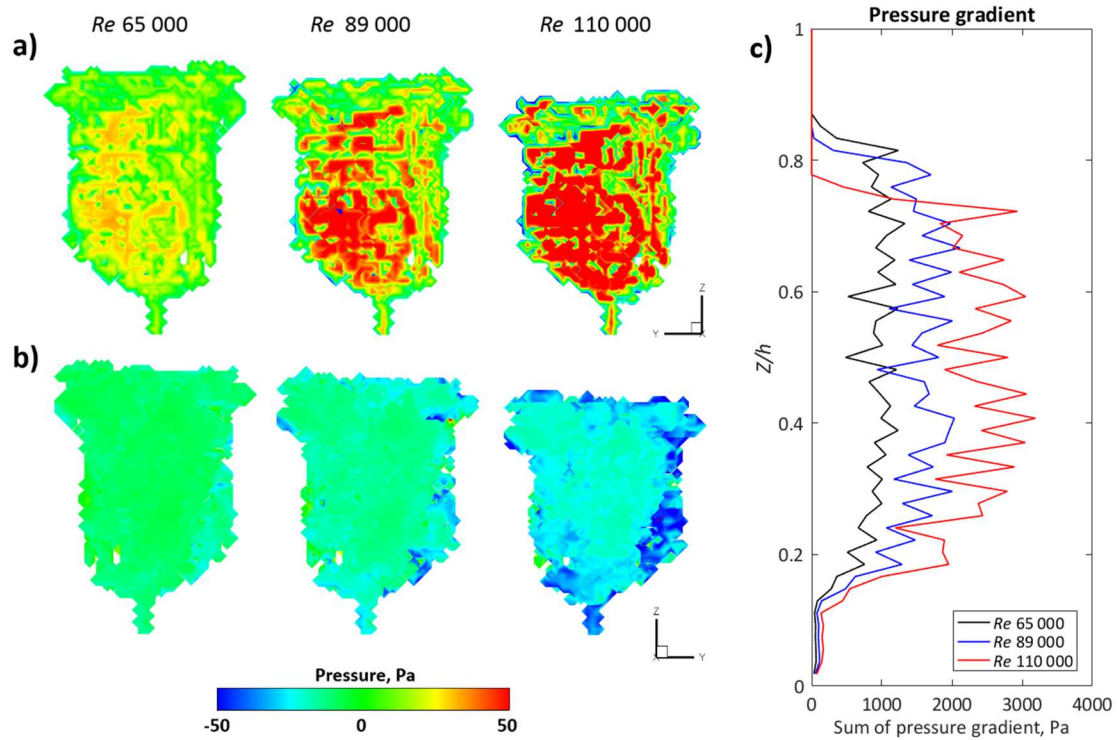 Re 65 000
Re 89 000
Re 110 000
a)
Z
Y
X
b)
Z
X
Y
Pressure, Pa
-50
0
50
c)
Pressure gradient
1
0.8
0.6
0.4
0.2
0
Z/h
Re 65 000
Re 89 000
Re 110 000
0
1000
2000
3000
4000
Sum of pressure gradient, Pa